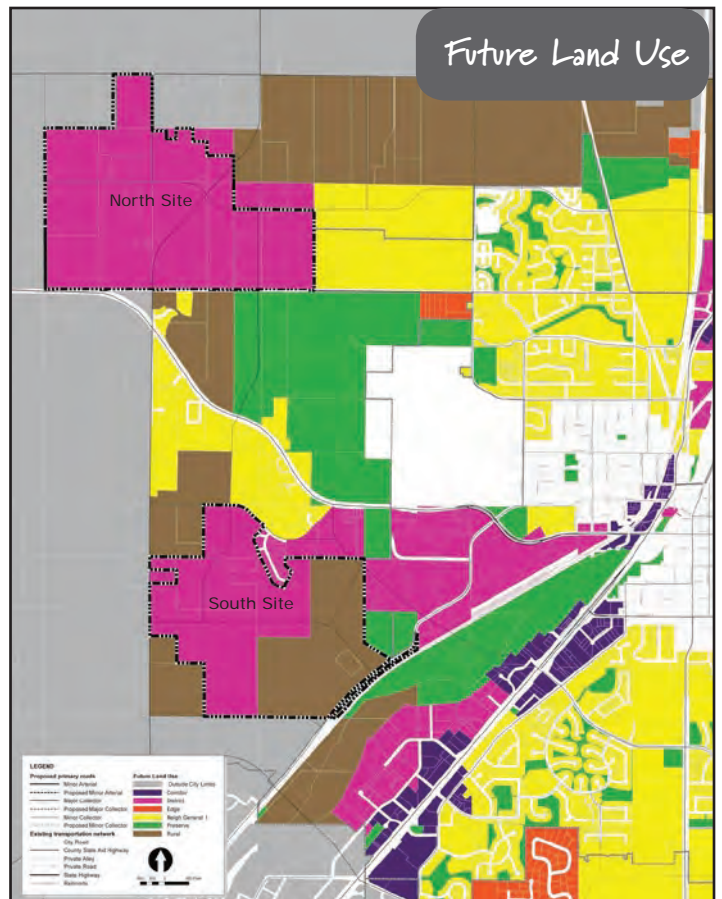 Future Land Use
North Site
South Site
LEGEND
Proposed primary roads
Minor Arterial
Proposed Minor Arterial
Major Collector
Proposed Major Collector
Minor Collector
Proposed Minor Collector
Existing transportation network
City Road
County State Aid Highway
Private Alley
Private Road
State Highway
Railroads
Future Land Use
Outside City Limits
Corridor
District
Edge
Neigh General 1
Preserve
Rural